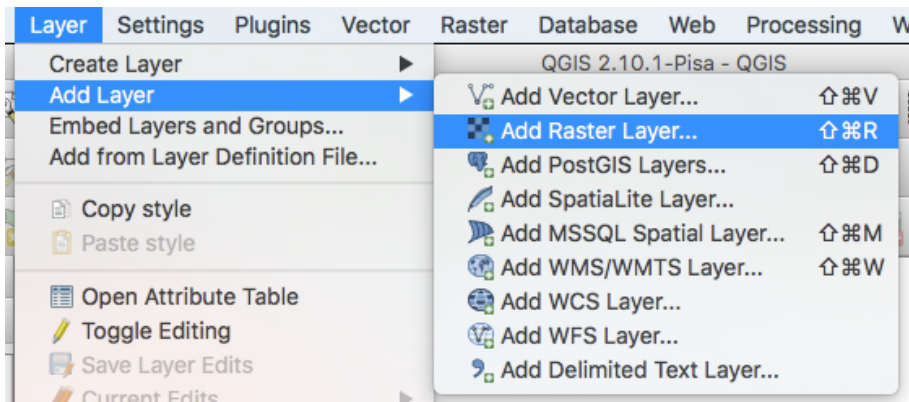 Layer Settings Plugins Vector Raster Database Web Processing
QGIS 2.10.1-Pisa - QGIS
Create Layer
Add Layer
Embed Layers and Groups...
Add from Layer Definition File...
Copy style
Paste style
Open Attribute Table
Toggle Editing
Save Layer Edits
Current Edits
Add Vector Layer... ⇧⌘V
Add Raster Layer... ⇧⌘R
Add PostGIS Layers... ⇧⌘D
Add SpatiaLite Layer...
Add MSSQL Spatial Layer... ⇧⌘M
Add WMS/WMTS Layer... ⇧⌘W
Add WCS Layer...
Add WFS Layer...
Add Delimited Text Layer...